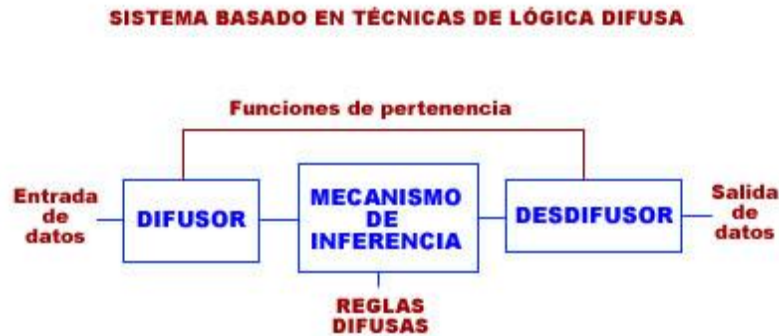 SISTEMA BASADO EN TÉCNICAS DE LÓGICA DIFUSA
Funciones de pertenencia
Entrada
de
datos
DIFUSOR
MECANISMO
DE
INFERENCIA
DESDIFUSOR
Salida
de
datos
REGLAS
DIFUSAS